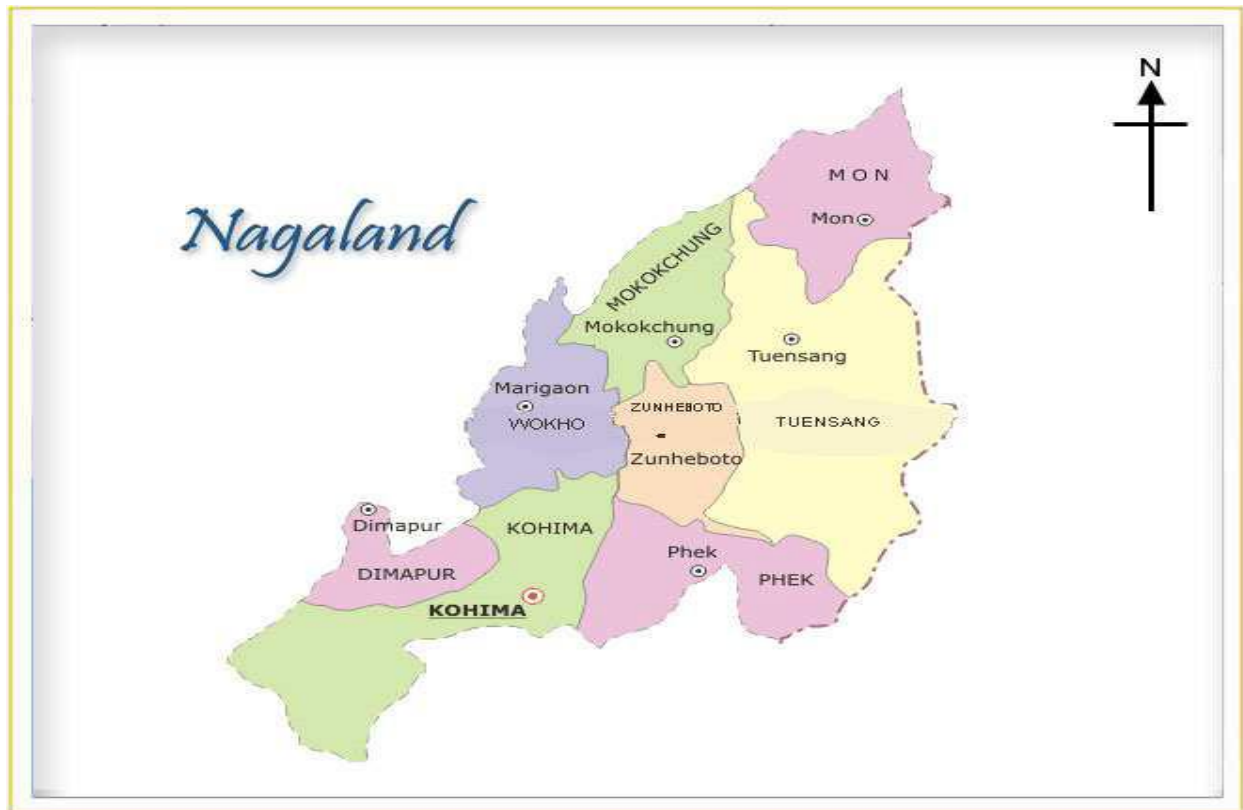 N
M O N
Mon
Nagaland
MOKOKCHUNG
Mokokchung
Tuensang
Marigaon
ZUNHEBOTO
WOKHO
TUENSANG
Zunheboto
Dimapur
KOHIMA
Phek
DIMAPUR
PHEK
KOHIMA